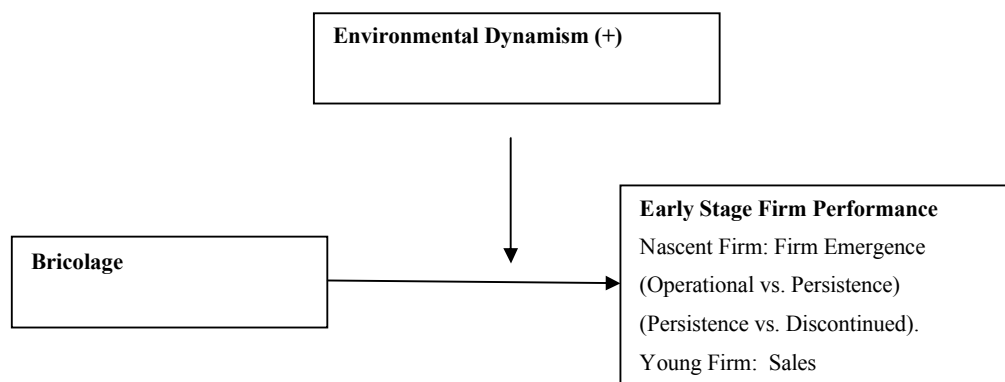 Environmental Dynamism (+)
Bricolage
Early Stage Firm Performance
Nascent Firm: Firm Emergence
(Operational vs. Persistence)
(Persistence vs. Discontinued).
Young Firm: Sales